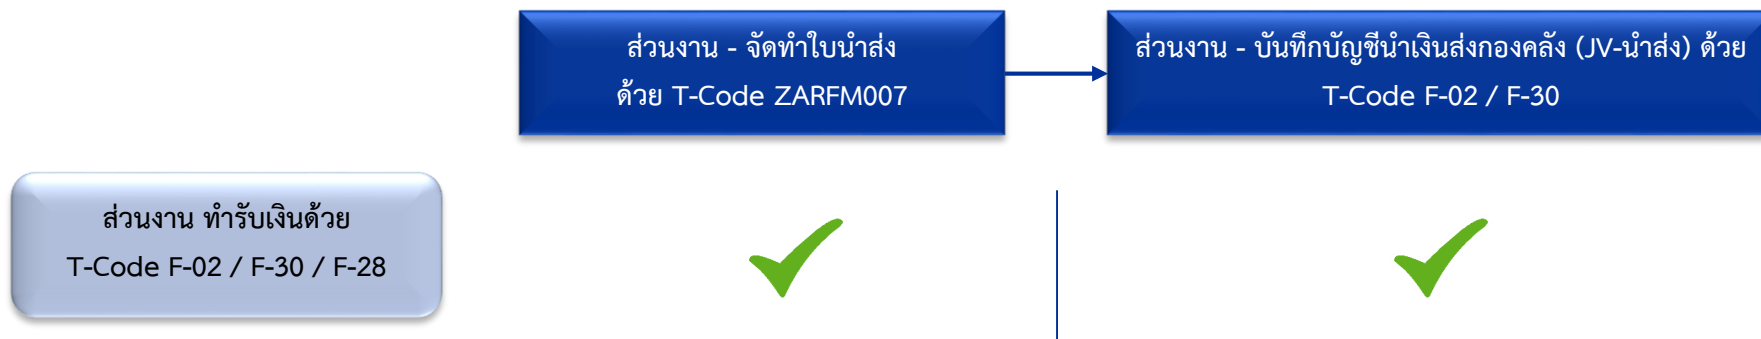 ส่วนงาน - จัดทำใบนำส่ง
ด้วย T-Code ZARFM007
ส่วนงาน - บันทึกบัญชีนำเงินส่งกองคลัง (JV-นำส่ง) ด้วย
T-Code F-02 / F-30
ส่วนงาน ทำรับเงินด้วย
T-Code F-02 / F-30 / F-28